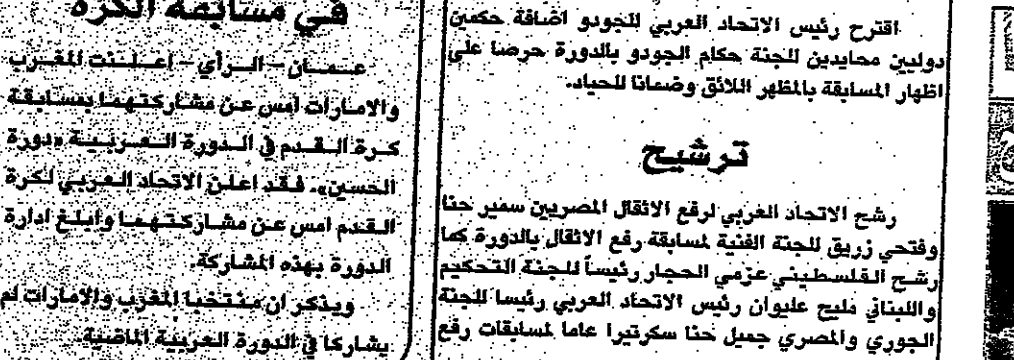 اقترح رئيس الاتحاد العربي للجودو اضافة حكمين
دوليين محايدين للجنة حكام الجودو بالدورة حرصا على
اظهار المسابقة بالمظهر اللائق وضمانا للحياد.
ترشيح
رشح الاتحاد العربي لرفع الاثقال المصريين سمير حنا
وفتحي زريق للجنة الفنية لمسابقة رفع الاثقال بالدورة كما
رشح الفلسطيني عزمي الحجار رئيساً للجنة التحكيم
واللبناني مليح عليوان رئيس الاتحاد العربي رئيسا للجنة
الجوري والمصري جميل حنا سكرتيرا عاما لمسابقات رفع
في مسابقة الكرة
عمان - الرأي - اعلنت المغرب
والامارات امس عن مشاركتهما بمسابقة
كرة القدم في الدورة العربية «دورة
الحسين». فقد اعلن الاتحاد العربي لكرة
القدم امس عن مشاركتهما وابلغ ادارة
الدورة بهذه المشاركة.
ويذكر ان منتخبا المغرب والامارات لم
يشاركا في الدورة العربية الماضية.